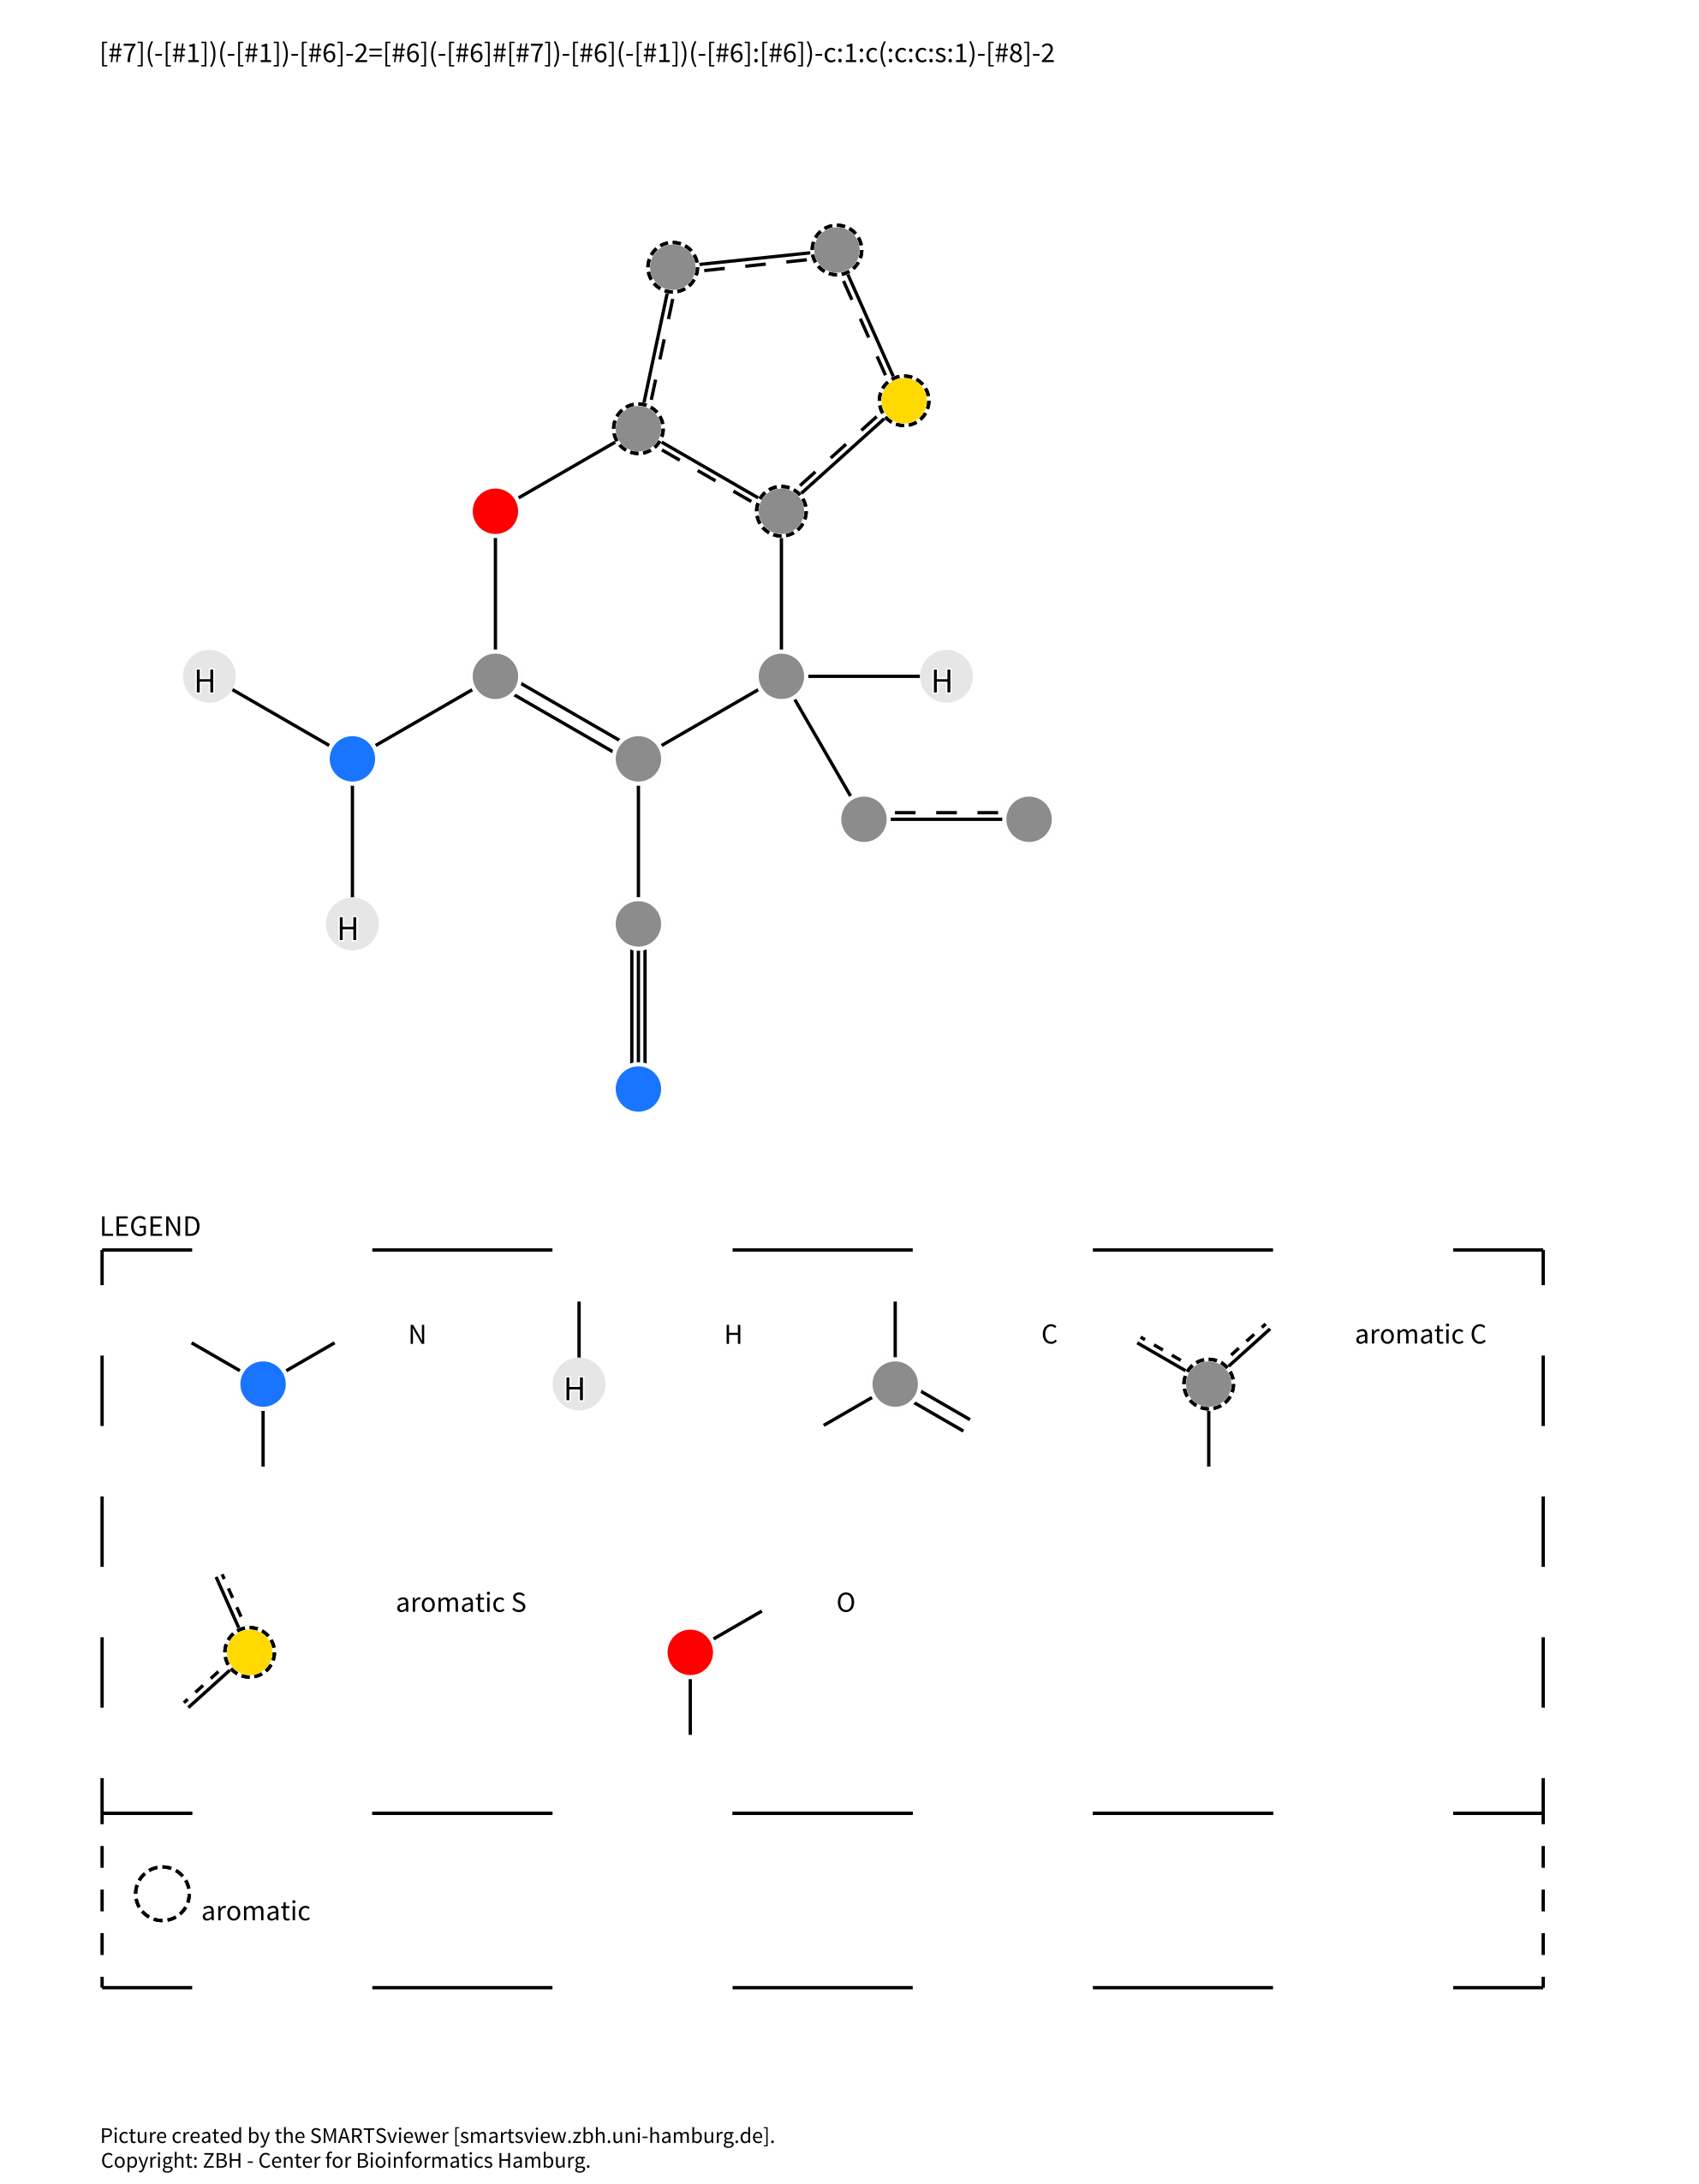 [#7](-[#1])(-[#1])-[#6]-2=[#6](-[#6]#[#7])-[#6](-[#1])(-[#6]:[#6])-c:1:c(:c:c:s:1)-[#8]-2
H
H
H
LEGEND
N
H
C
aromatic C
H
aromatic S
O
aromatic
Picture created by the SMARTSviewer [smartsview.zbh.uni-hamburg.de].
Copyright: ZBH - Center for Bioinformatics Hamburg.